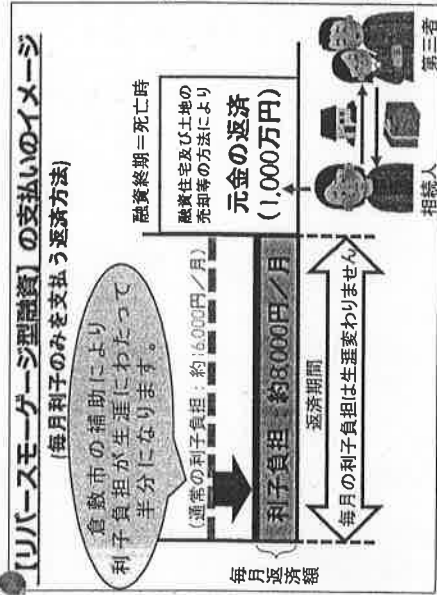 【リバースモーゲージ型融資】の支払いのイメージ
(毎月利子のみを支払う返済方法)
倉敷市の補助により
利子負担が生涯にわたって
半分になります。
(通常の利子負担：約16,000円／月)
利子負担：約8,000円／月
毎月
返済
額
返済期間
毎月の利子負担は生涯変わりません
融資終期＝死亡時
融資住宅及び土地の
売却等の方法により
元金の返済
(1,000万円)
相続人
第三者